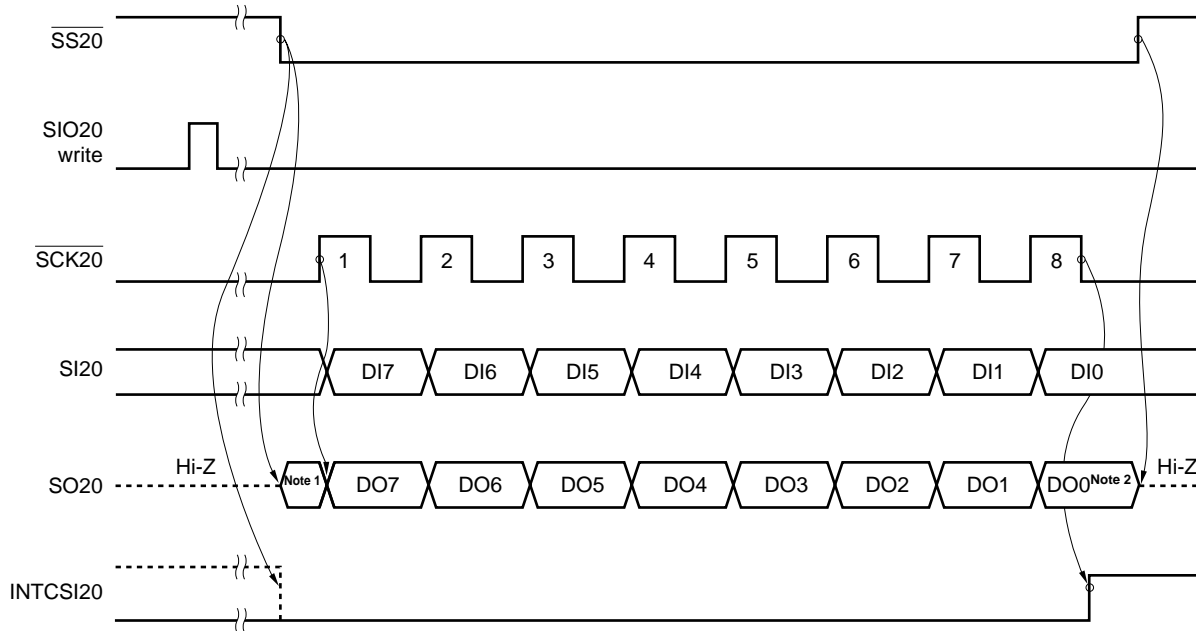 SS20
SIO20
write
SCK20
1 2 3 4 5 6 7 8
SI20
DI7 DI6 DI5 DI4 DI3 DI2 DI1 DI0
Hi-Z
Hi-Z
SO20
Note 1 DO7 DO6 DO5 DO4 DO3 DO2 DO1 DO0 Note 2
INTCSI20